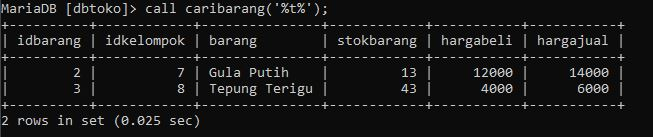 MariaDB [dbtoko]> call caribarang('%t%');
+----------+------------+---------------+------------+-----------+-----------+
| idbarang | idkelompok | barang        | stokbarang | hargabeli | hargajual |
+----------+------------+---------------+------------+-----------+-----------+
|        2 |          7 | Gula Putih    |         13 |     12000 |     14000 |
|        3 |          8 | Tepung Terigu |         43 |      4000 |      6000 |
+----------+------------+---------------+------------+-----------+-----------+
2 rows in set (0.025 sec)